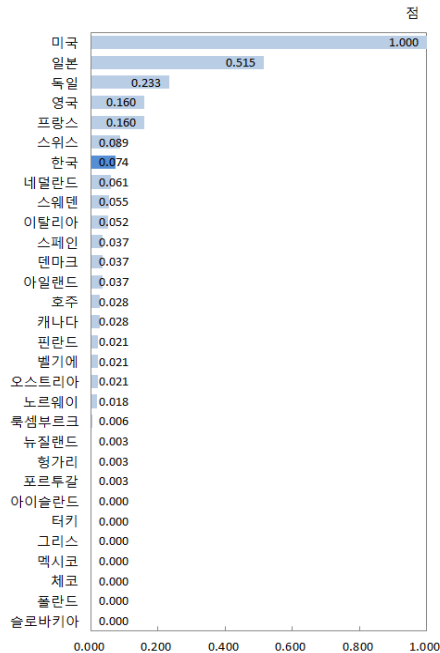 점
미국 1.000
일본 0.515
독일 0.233
영국 0.160
프랑스 0.160
스위스 0.089
한국 0.074
네덜란드 0.061
스웨덴 0.055
이탈리아 0.052
스페인 0.037
덴마크 0.037
아일랜드 0.037
호주 0.028
캐나다 0.028
핀란드 0.021
벨기에 0.021
오스트리아 0.021
노르웨이 0.018
룩셈부르크 0.006
뉴질랜드 0.003
헝가리 0.003
포르투갈 0.003
아이슬란드 0.000
터키 0.000
그리스 0.000
멕시코 0.000
체코 0.000
폴란드 0.000
슬로바키아 0.000
0.000 0.200 0.400 0.600 0.800 1.000